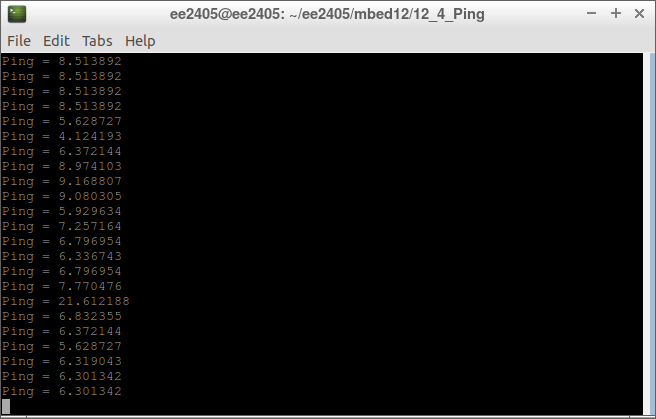 ee2405@ee2405: ~/ee2405/mbed12/12_4_Ping
File Edit Tabs Help
Ping = 8.513892
Ping = 8.513892
Ping = 8.513892
Ping = 8.513892
Ping = 5.628727
Ping = 4.124193
Ping = 6.372144
Ping = 8.974103
Ping = 9.168807
Ping = 9.080305
Ping = 5.929634
Ping = 7.257164
Ping = 6.796954
Ping = 6.336743
Ping = 6.796954
Ping = 7.770476
Ping = 21.612188
Ping = 6.832355
Ping = 6.372144
Ping = 5.628727
Ping = 6.319043
Ping = 6.301342
Ping = 6.301342